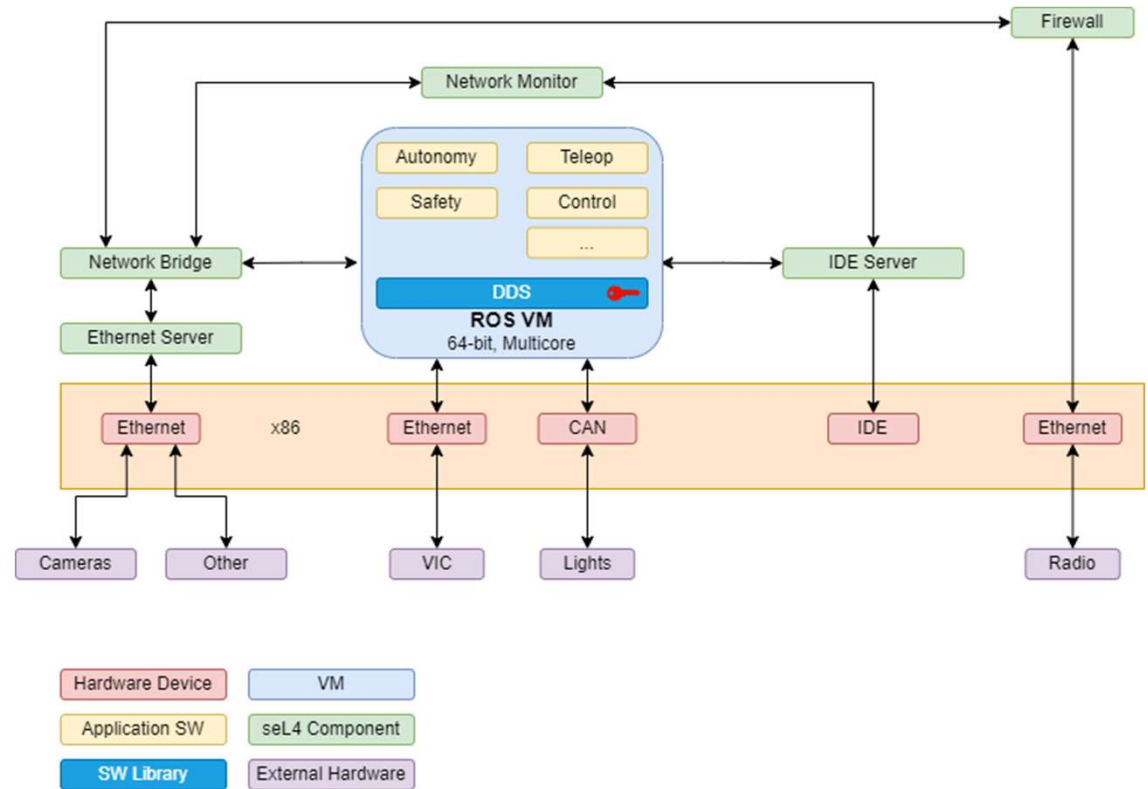 Firewall
Network Monitor
Autonomy
Teleop
Safety
Control
...
Network Bridge
IDE Server
DDS
ROS VM
64-bit, Multicore
Ethernet Server
Ethernet
x86
Ethernet
CAN
IDE
Ethernet
Cameras
Other
VIC
Lights
Radio
Hardware Device
VM
Application SW
seL4 Component
SW Library
External Hardware